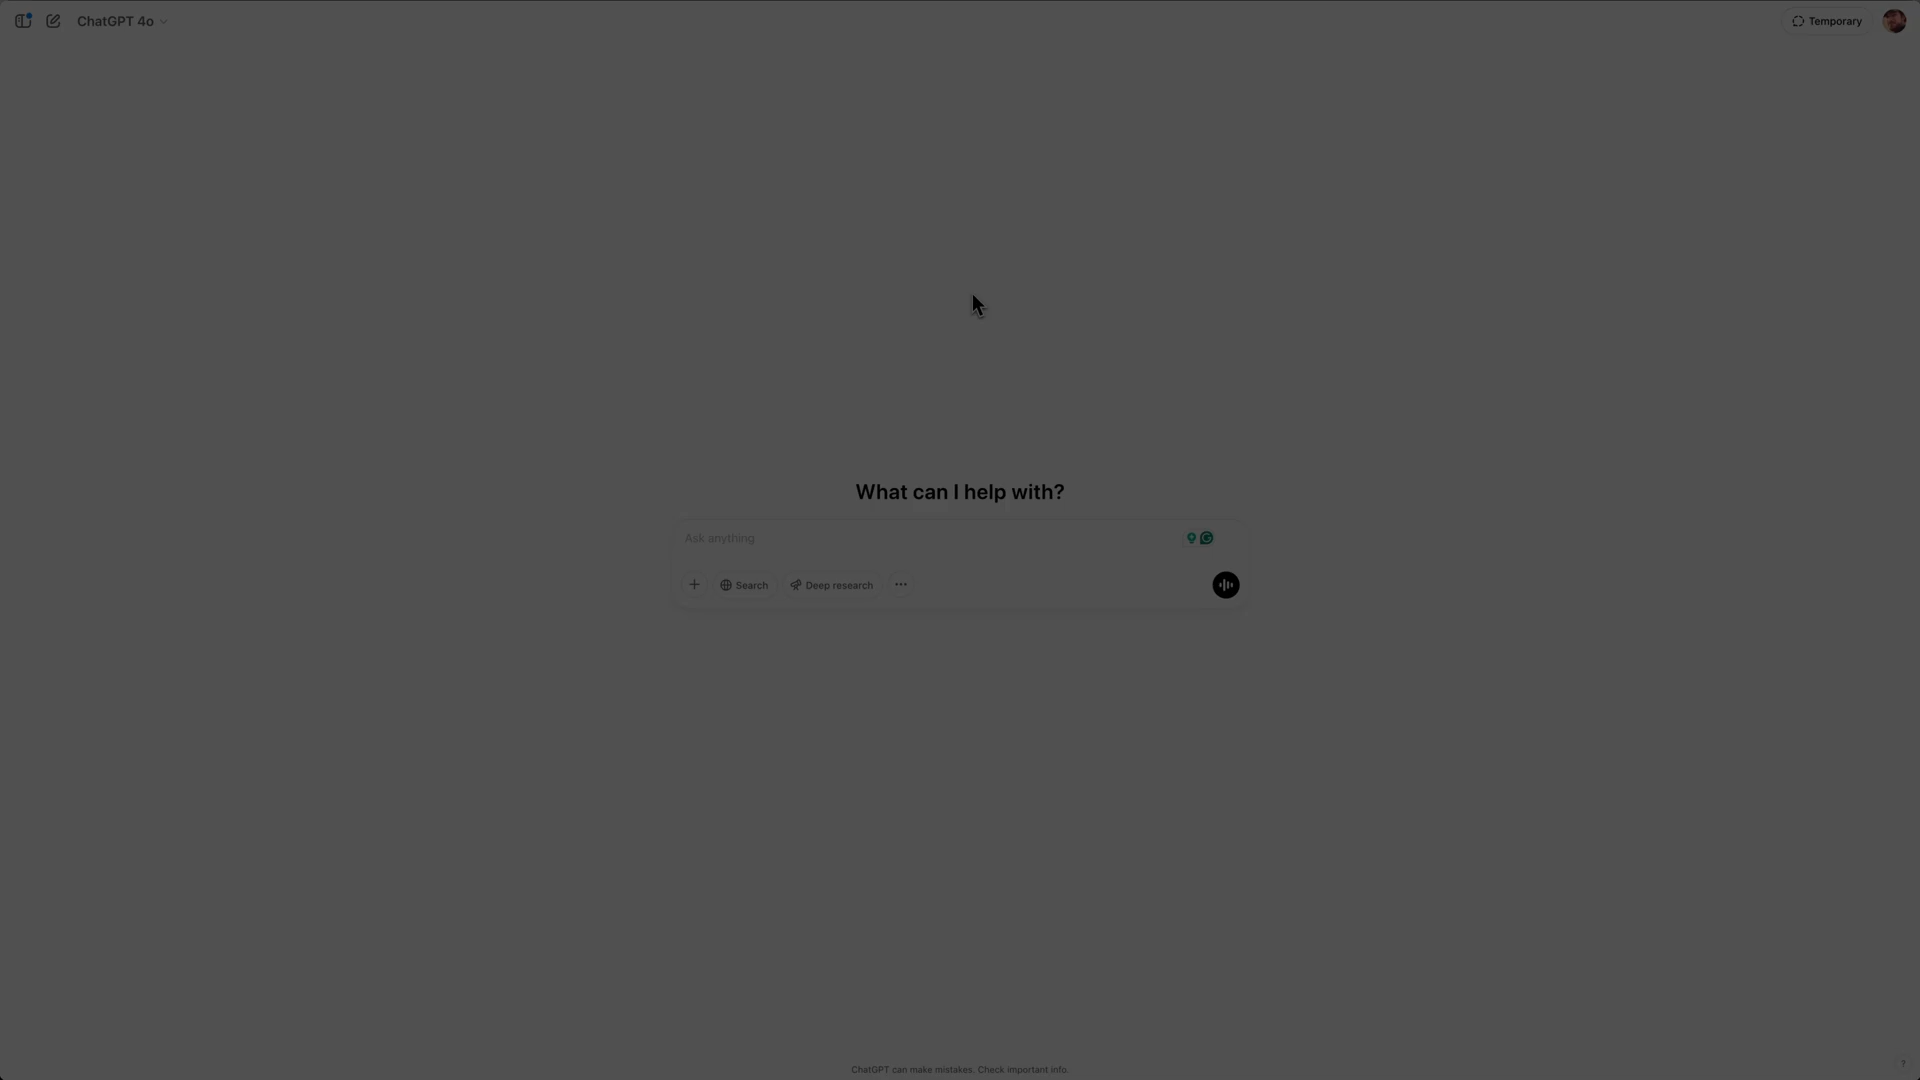 ChatGPT 4o
Temporary
What can I help with?
Ask anything
Search
Deep research
ChatGPT can make mistakes. Check important info.
?